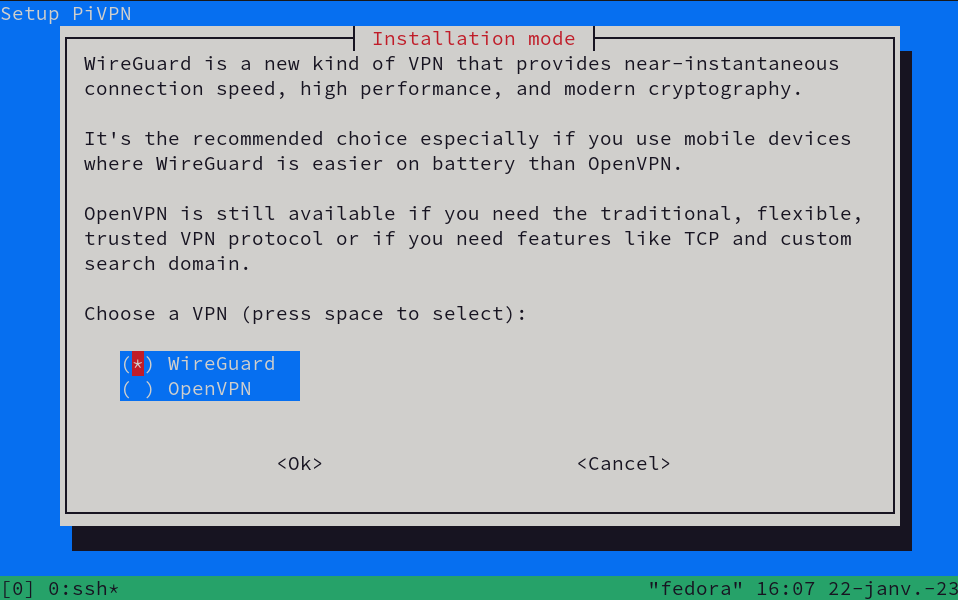 Setup PiVPN
Installation mode
WireGuard is a new kind of VPN that provides near-instantaneous
connection speed, high performance, and modern cryptography.
It's the recommended choice especially if you use mobile devices
where WireGuard is easier on battery than OpenVPN.
OpenVPN is still available if you need the traditional, flexible,
trusted VPN protocol or if you need features like TCP and custom
search domain.
Choose a VPN (press space to select):
(*) WireGuard
( ) OpenVPN
<Ok> <Cancel>
[0] 0:ssh* "fedora" 16:07 22-janv.-23